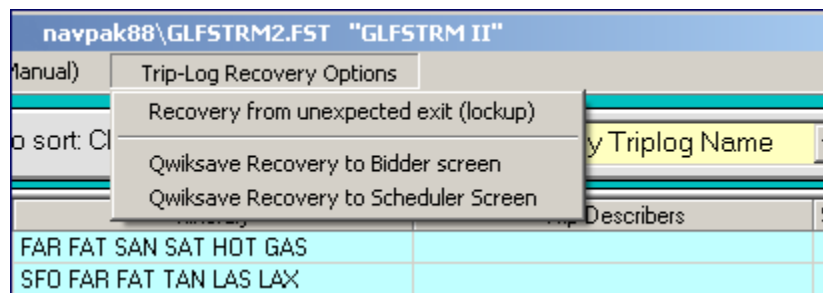 navpak88\GLFSTRM2.FST "GLFSTRM II"
Manual) Trip-Log Recovery Options
Recovery from unexpected exit (lockup)
o sort: Cl
y Triplog Name
Qwiksave Recovery to Bidder screen
Qwiksave Recovery to Scheduler Screen
Describers
FAR FAT SAN SAT HOT GAS
SFO FAR FAT TAN LAS LAX